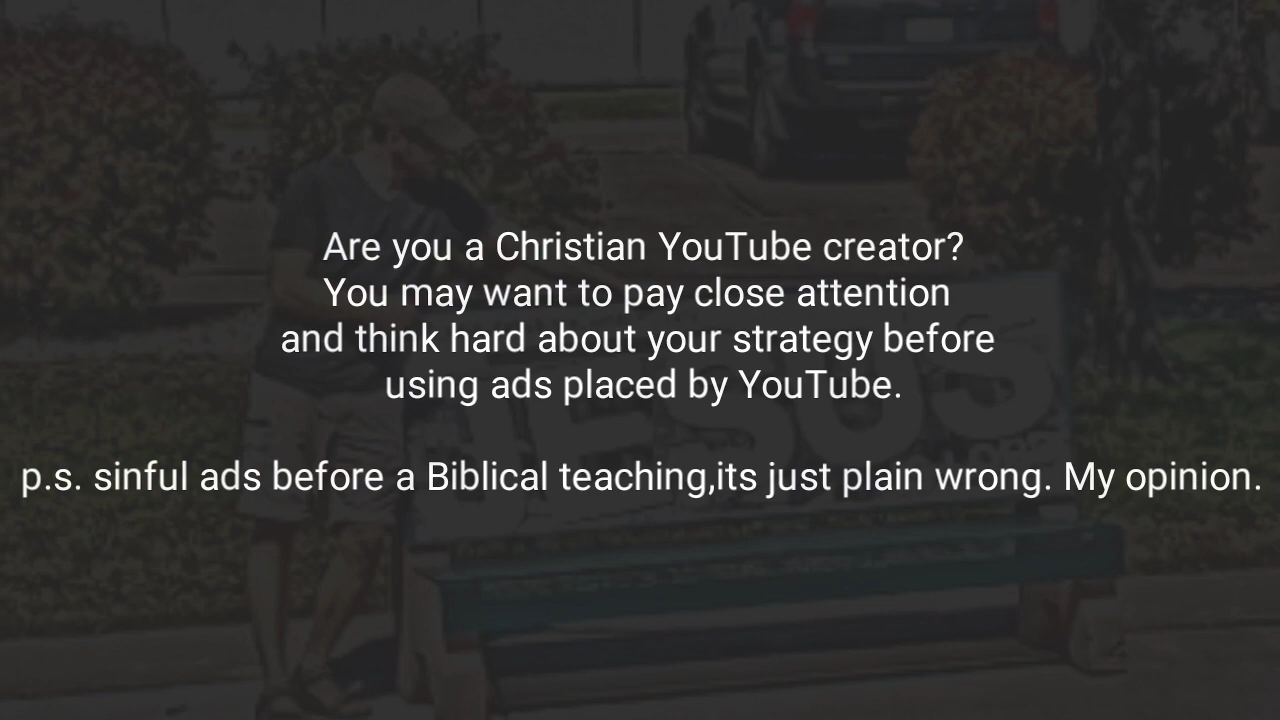 Are you a Christian YouTube creator?
You may want to pay close attention
and think hard about your strategy before
using ads placed by YouTube.
p.s. sinful ads before a Biblical teaching,its just plain wrong. My opinion.
JESUS